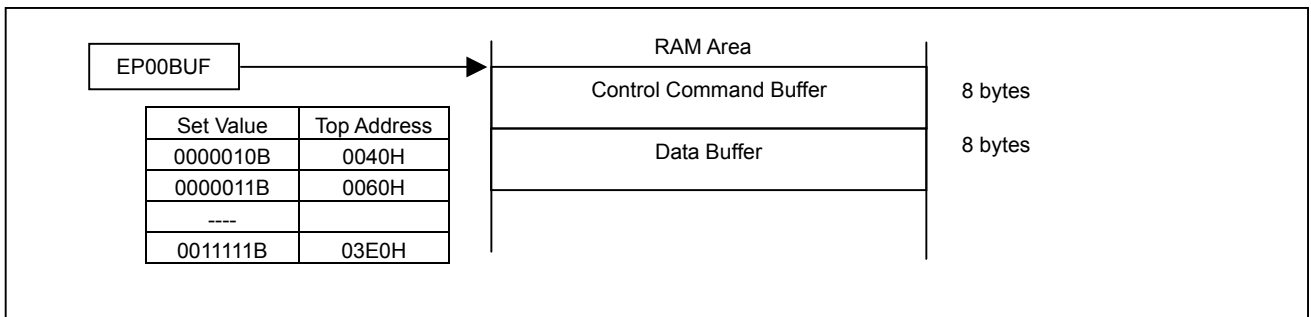 RAM Area
EP00BUF
Control Command Buffer
8 bytes
Set Value Top Address
0000010B 0040H
Data Buffer
8 bytes
0000011B 0060H
----
0011111B 03E0H